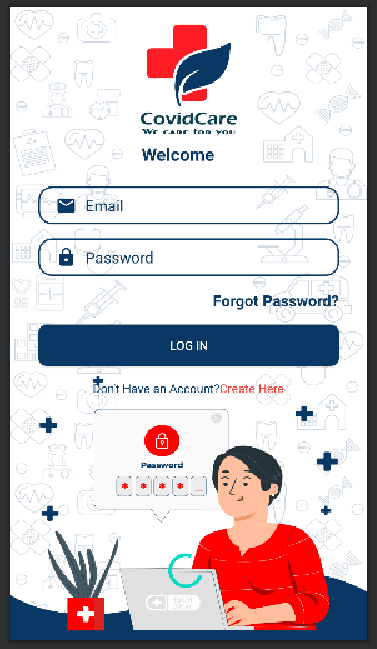 CovidCare
We care for you
Welcome
Email
Password
Forgot Password?
LOG IN
Don't Have an Account?Create Here
Password
* * * * _